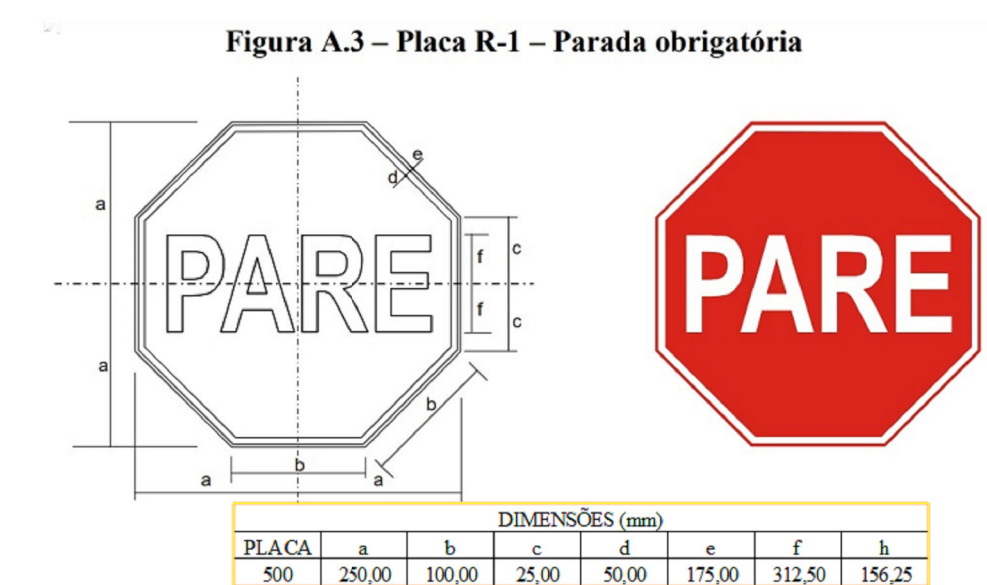 Figura A.3 – Placa R-1 – Parada obrigatória
e
d
a
c
f
PARE
PARE
f
c
a
b
b
a
a
DIMENSÕES (mm)
PLACA a b c d e f h
500 250,00 100,00 25,00 50,00 175,00 312,50 156,25